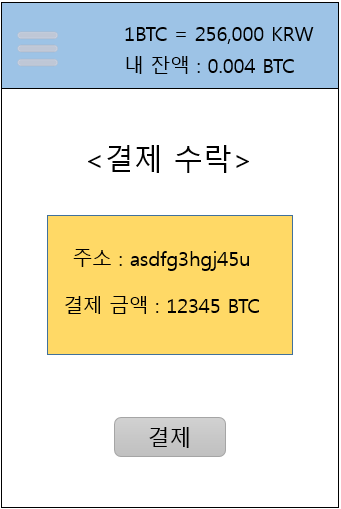 1BTC = 256,000 KRW
내 잔액 : 0.004 BTC
<결제 수락>
주소 : asdfg3hgj45u
결제 금액 : 12345 BTC
결제